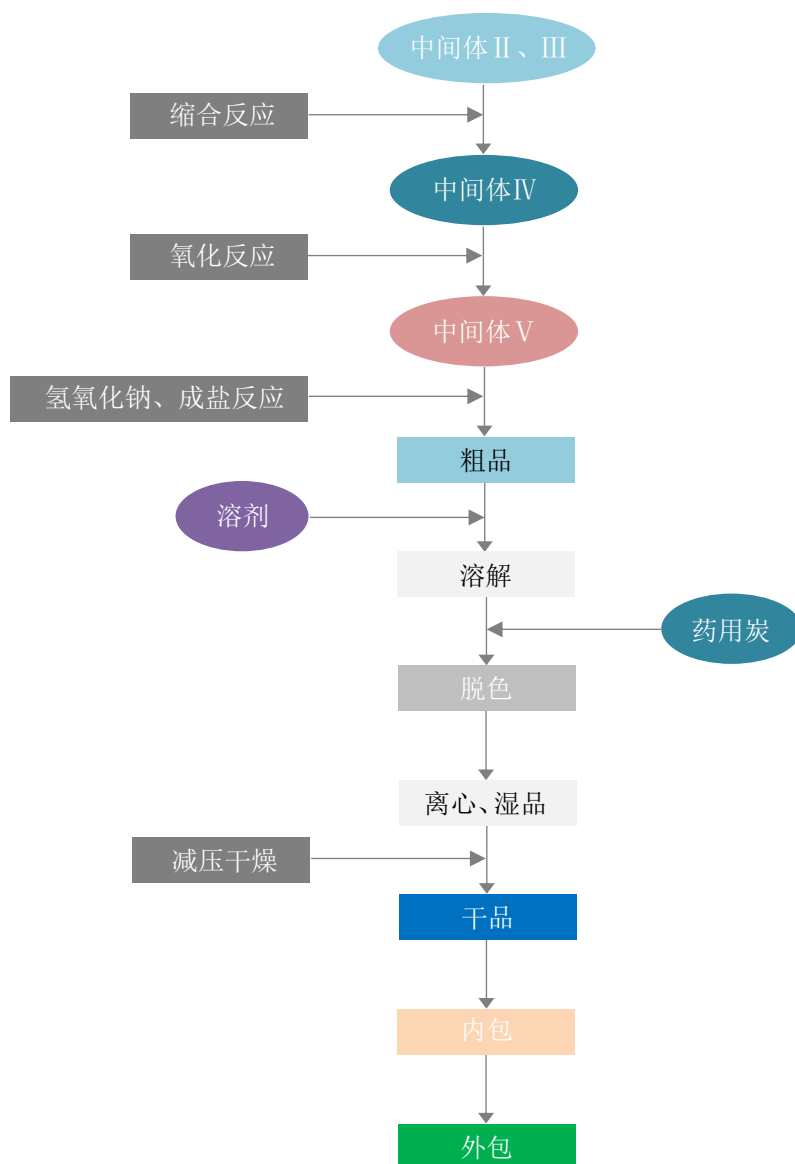 中间体Ⅱ、Ⅲ
缩合反应
中间体Ⅳ
氧化反应
中间体Ⅴ
氢氧化钠、成盐反应
粗品
溶剂
溶解
药用炭
脱色
离心、湿品
减压干燥
干品
内包
外包